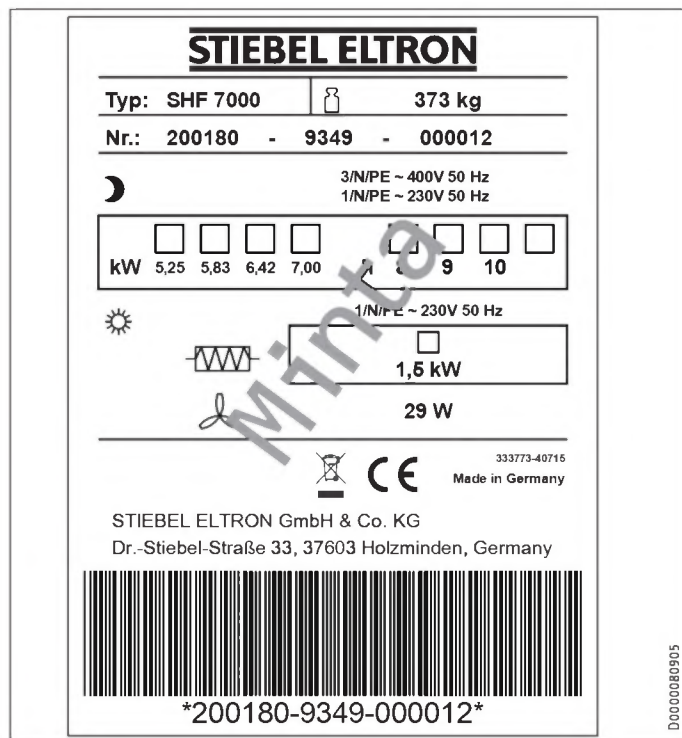 STIEBEL ELTRON
Typ: SHF 7000 373 kg
Nr.: 200180 - 9349 - 000012
3/N/PE ~ 400V 50 Hz
1/N/PE ~ 230V 50 Hz
kW 5,25 5,83 6,42 7,00 8 9 10
1/N/PE ~ 230V 50 Hz
1,5 kW
29 W
Minta
CE
333773-40715
Made in Germany
STIEBEL ELTRON GmbH & Co. KG
Dr.-Stiebel-Straße 33, 37603 Holzminden, Germany
*200180-9349-000012*
D0000080905